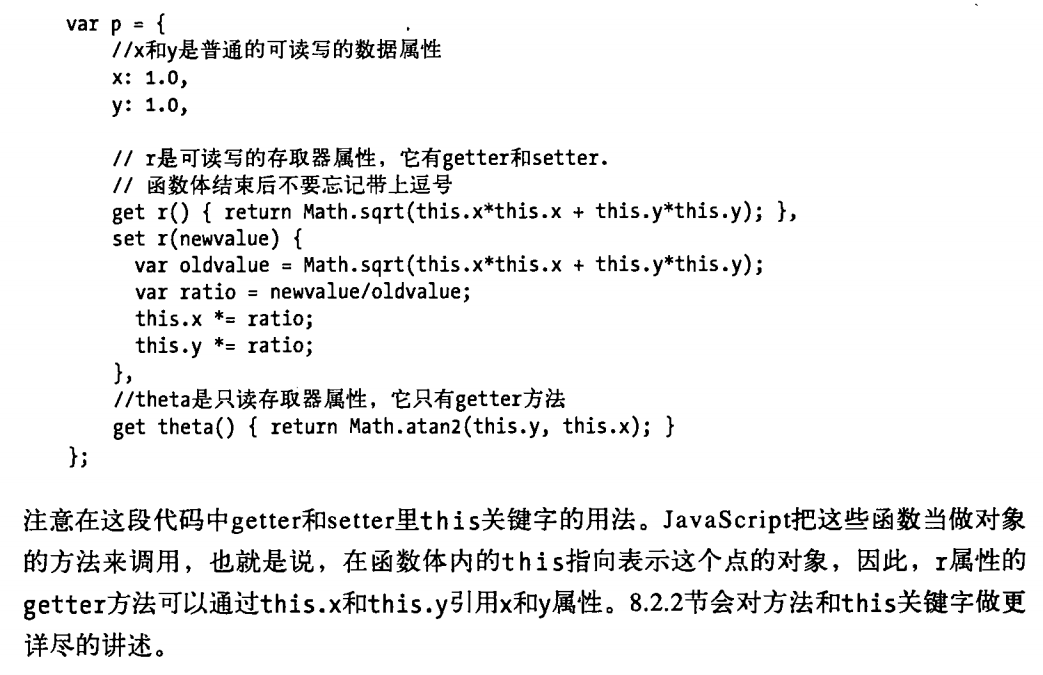 var p = {
//x和y是普通的可读写的数据属性
x: 1.0,
y: 1.0,
// r是可读写的存取器属性，它有getter和setter.
// 函数体结束后不要忘记带上逗号
get r() { return Math.sqrt(this.x*this.x + this.y*this.y); },
set r(newvalue) {
var oldvalue = Math.sqrt(this.x*this.x + this.y*this.y);
var ratio = newvalue/oldvalue;
this.x *= ratio;
this.y *= ratio;
},
//theta是只读存取器属性，它只有getter方法
get theta() { return Math.atan2(this.y, this.x); }
};
注意在这段代码中getter和setter里this关键字的用法。JavaScript把这些函数当做对象
的方法来调用，也就是说，在函数体内的this指向表示这个点的对象，因此，r属性的
getter方法可以通过this.x和this.y引用x和y属性。8.2.2节会对方法和this关键字做更
详尽的讲述。